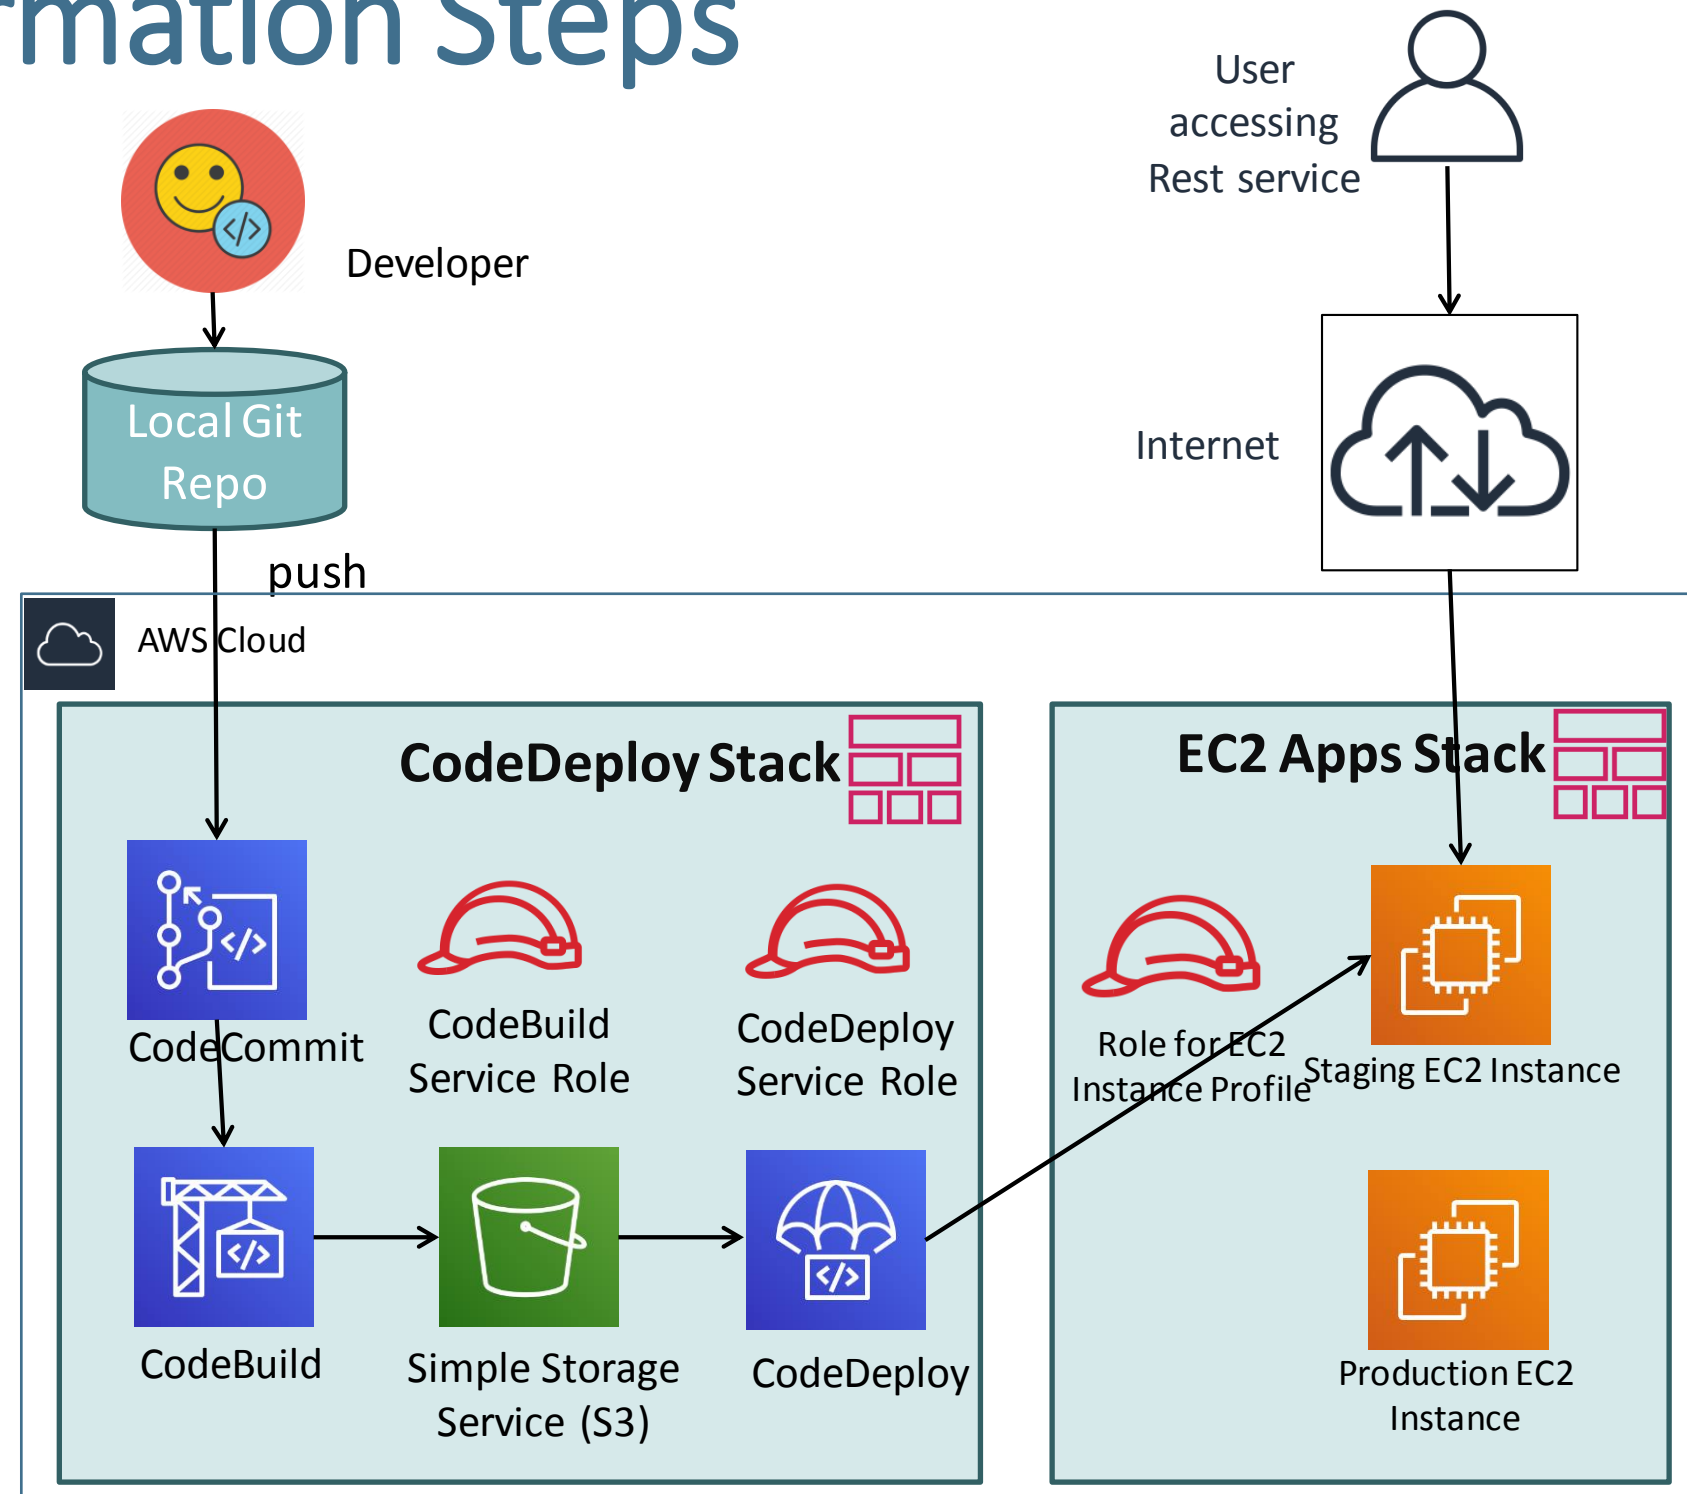 rmation Steps
User
accessing
Rest service
Developer
Local Git
Repo
Internet
push
AWS Cloud
CodeDeploy Stack
EC2 Apps Stack
</>
CodeCommit
CodeBuild
Service Role
CodeDeploy
Service Role
Role for EC2
Instance Profile
Staging EC2 Instance
</>
</>
CodeBuild
Simple Storage
Service (S3)
CodeDeploy
Production EC2
Instance